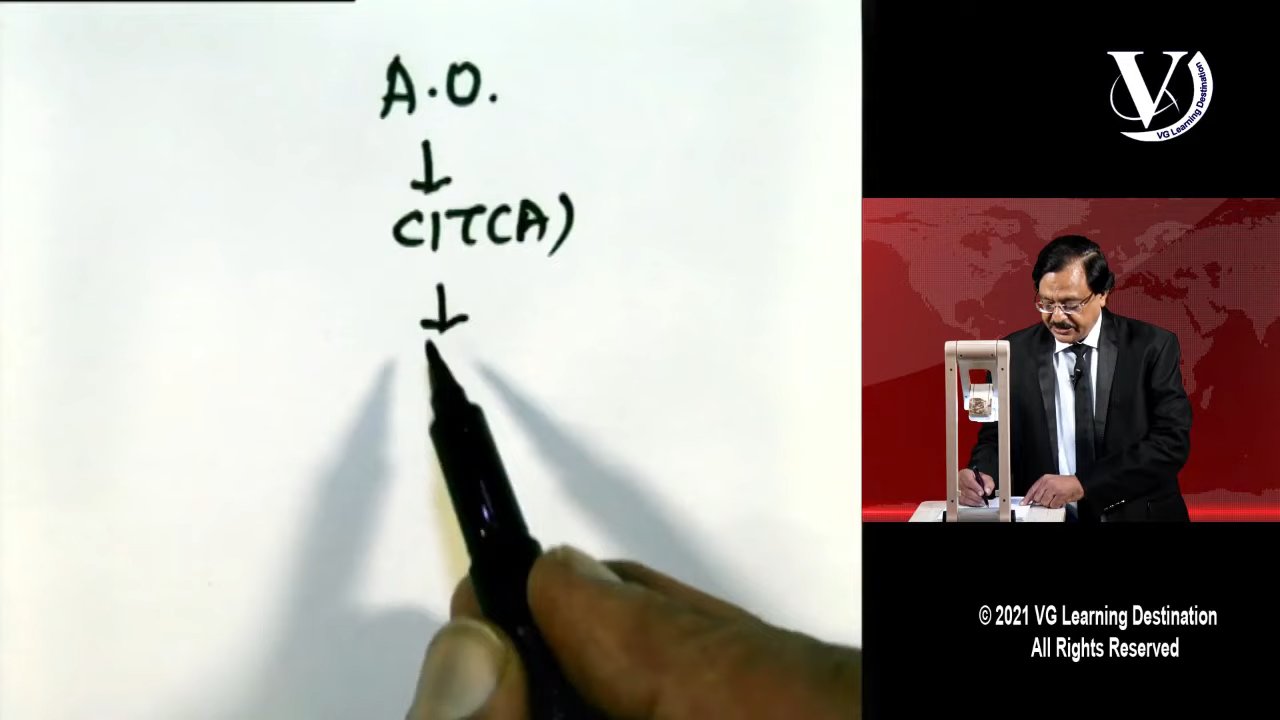 A.O.
CIT(A)
V
VG Learning Destination
© 2021 VG Learning Destination
All Rights Reserved